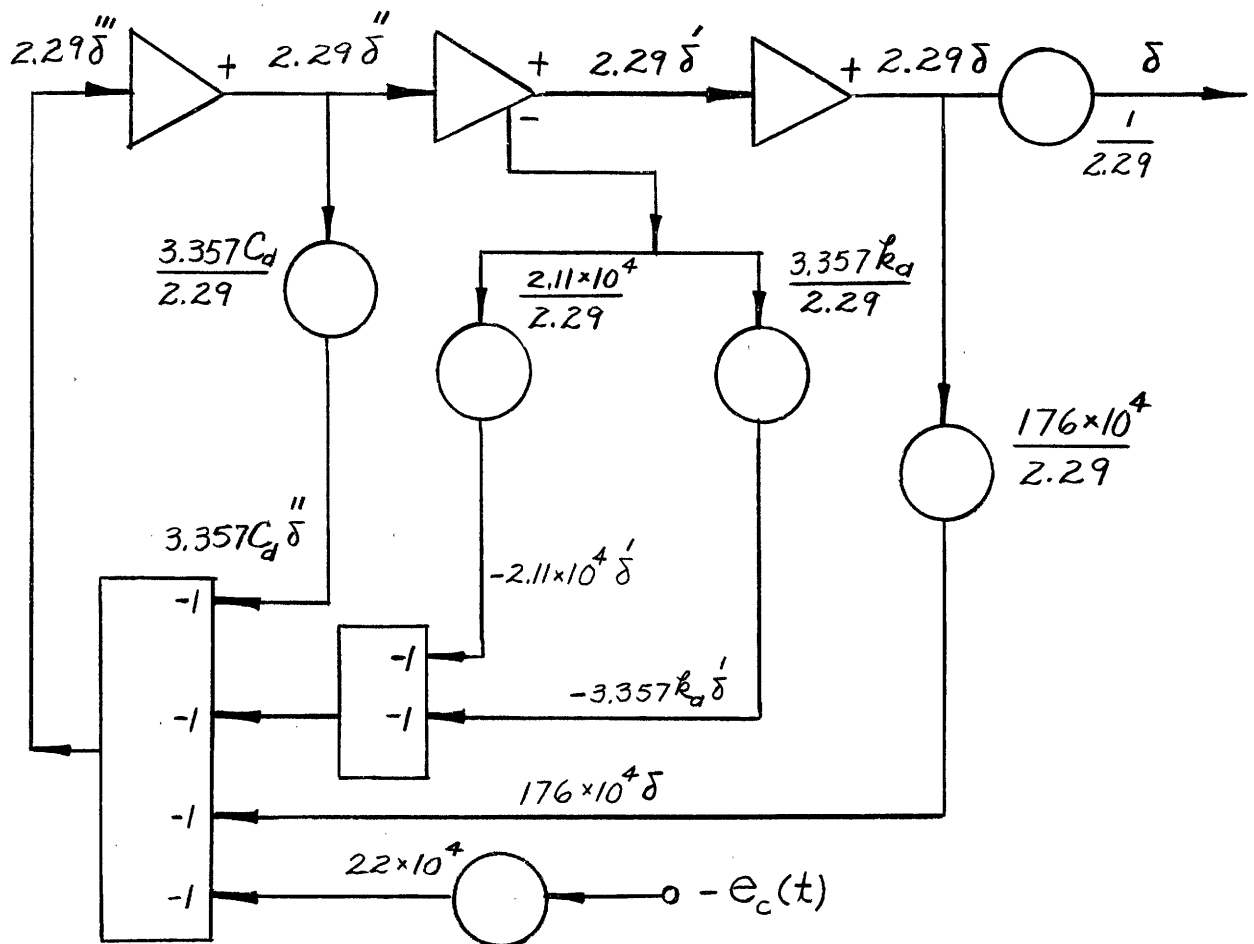 2.29δ''' + 2.29δ'' + 2.29δ' + 2.29δ δ
-
1/2.29
3.357C_d/2.29
2.11×10^4/2.29
3.357k_d/2.29
176×10^4/2.29
3.357C_d δ''
-2.11×10^4 δ'
-1
-1
-3.357k_d δ'
-1 -1
176×10^4 δ
-1
22×10^4
-1 -e_c(t)